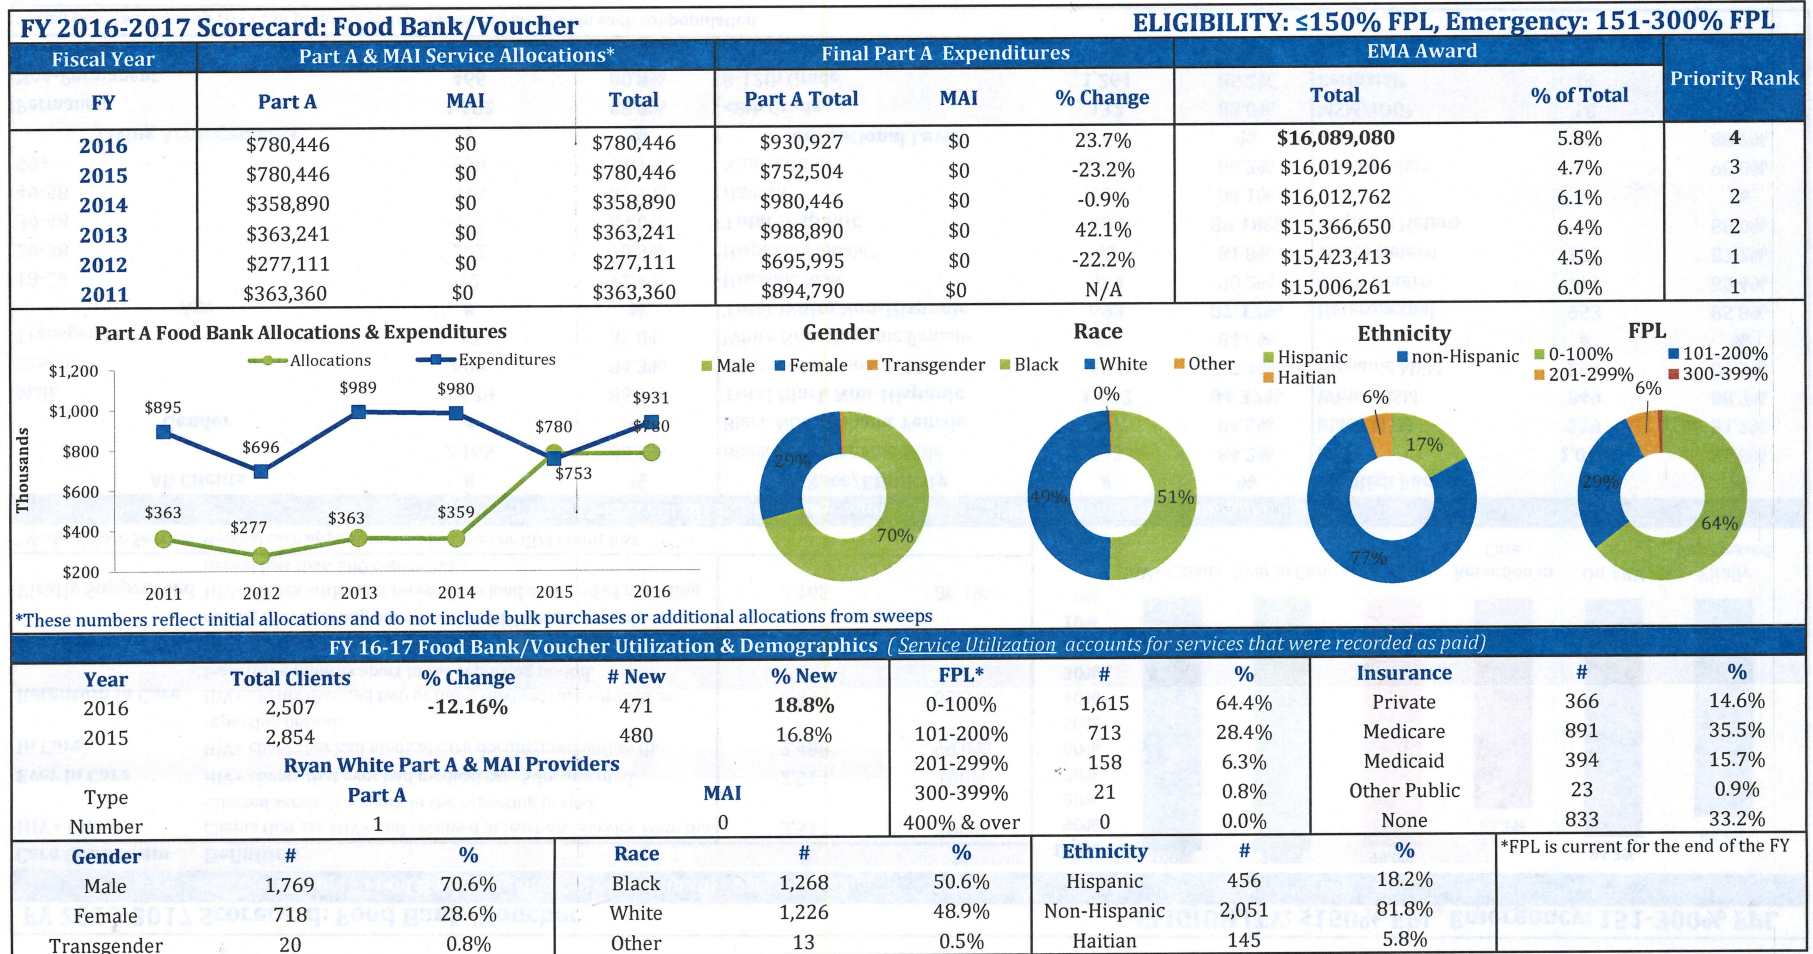 FY 2016-2017 Scorecard: Food Bank/Voucher ELIGIBILITY: ≤150% FPL, Emergency: 151-300% FPL
Fiscal Year Part A & MAI Service Allocations* Final Part A Expenditures EMA Award Priority Rank
FY Part A MAI Total Part A Total MAI % Change Total % of Total
2016 $780,446 $0 $780,446 $930,927 $0 23.7% $16,089,080 5.8% 4
2015 $780,446 $0 $780,446 $752,504 $0 -23.2% $16,019,206 4.7% 3
2014 $358,890 $0 $358,890 $980,446 $0 -0.9% $16,012,762 6.1% 2
2013 $363,241 $0 $363,241 $988,890 $0 42.1% $15,366,650 6.4% 2
2012 $277,111 $0 $277,111 $695,995 $0 -22.2% $15,423,413 4.5% 1
2011 $363,360 $0 $363,360 $894,790 $0 N/A $15,006,261 6.0% 1
Part A Food Bank Allocations & Expenditures
Allocations Expenditures
Thousands
$1,200
$1,000
$800
$600
$400
$200
$895 $696 $989 $980 $753 $931
$363 $277 $363 $359 $780 $780
2011 2012 2013 2014 2015 2016
Gender
Male Female Transgender
29%
70%
Race
Black White Other
0%
49% 51%
Ethnicity
Hispanic non-Hispanic
Haitian
6%
17%
77%
FPL
0-100% 101-200%
201-299% 300-399%
6%
29%
64%
*These numbers reflect initial allocations and do not include bulk purchases or additional allocations from sweeps
FY 16-17 Food Bank/Voucher Utilization & Demographics (Service Utilization accounts for services that were recorded as paid)
Year Total Clients % Change # New % New
2016 2,507 -12.16% 471 18.8%
2015 2,854 480 16.8%
Ryan White Part A & MAI Providers
Type Part A MAI
Number 1 0
FPL* # %
0-100% 1,615 64.4%
101-200% 713 28.4%
201-299% 158 6.3%
300-399% 21 0.8%
400% & over 0 0.0%
Insurance # %
Private 366 14.6%
Medicare 891 35.5%
Medicaid 394 15.7%
Other Public 23 0.9%
None 833 33.2%
Gender # %
Male 1,769 70.6%
Female 718 28.6%
Transgender 20 0.8%
Race # %
Black 1,268 50.6%
White 1,226 48.9%
Other 13 0.5%
Ethnicity # %
Hispanic 456 18.2%
Non-Hispanic 2,051 81.8%
Haitian 145 5.8%
*FPL is current for the end of the FY